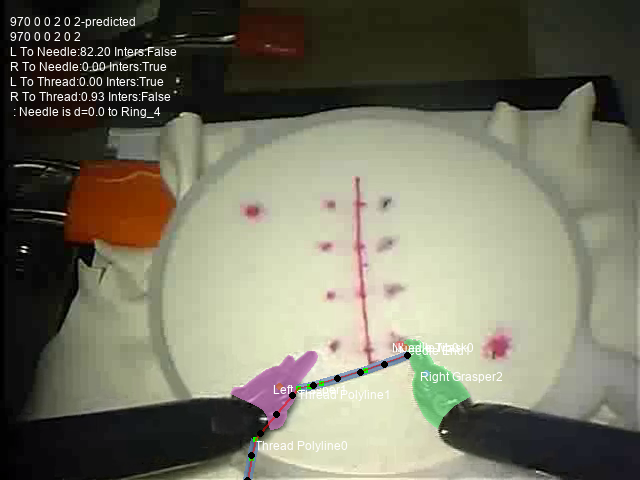 970 0 0 2 0 2-predicted
970 0 0 2 0 2
L To Needle:82.20 Inters:False
R To Needle:0.00 Inters:True
L To Thread:0.00 Inters:True
R To Thread:0.93 Inters:False
: Needle is d=0.0 to Ring_4
Right Grasper2
Thread Polyline1
Thread Polyline0